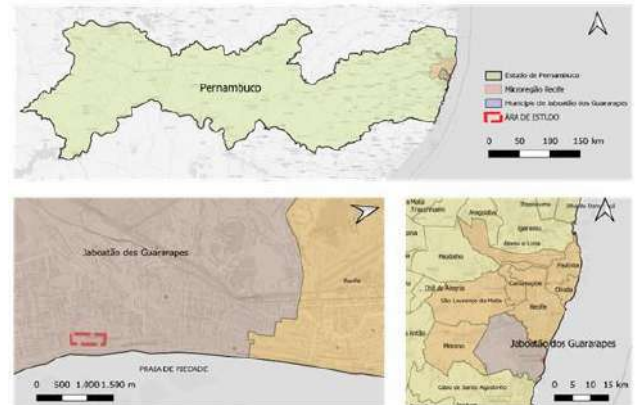 Pernambuco
Estado de Pernambuco
Microregião Recife
Município de Jaboatão dos Guararapes
ÁREA DE ESTUDO
0 50 100 150 km
Jaboatão dos Guararapes
Recife
PRAIA DE PIEDADE
0 500 1.000 1.500 m
Araçoiaba
Igarassu
Abreu e Lima
Paudalho
Paulista
Camaragibe
Olinda
São Lourenço da Mata
Recife
Moreno
Jaboatão dos Guararapes
Cabo de Santo Agostinho
0 5 10 15 km